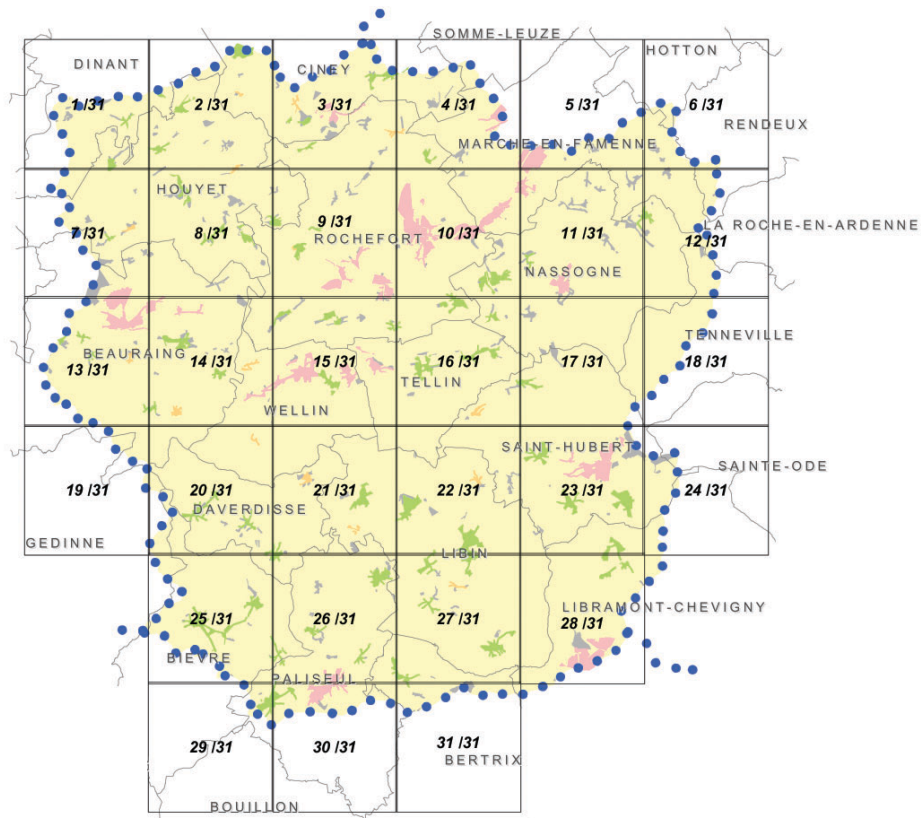 SOMME-LEUZE
HOTTON
DINANT
CINEY
1 /31
2 /31
3 /31
4 /31
5 /31
6 /31
RENDEUX
MARCHE-EN-FAMENNE
HOUYET
7 /31
8 /31
9 /31
10 /31
11 /31
12 /31
LA ROCHE-EN-ARDENNE
ROCHEFORT
NASSOGNE
TENNEVILLE
BEAURAING
13 /31
14 /31
15 /31
16 /31
17 /31
18 /31
TELLIN
WELLIN
SAINT-HUBERT
SAINTE-ODE
19 /31
20 /31
21 /31
22 /31
23 /31
24 /31
DAVERDISSE
GEDINNE
LIBIN
LIBRAMONT-CHEVIGNY
25 /31
26 /31
27 /31
28 /31
BIEVRE
PALISEUL
29 /31
30 /31
31 /31
BERTRIX
BOUILLON